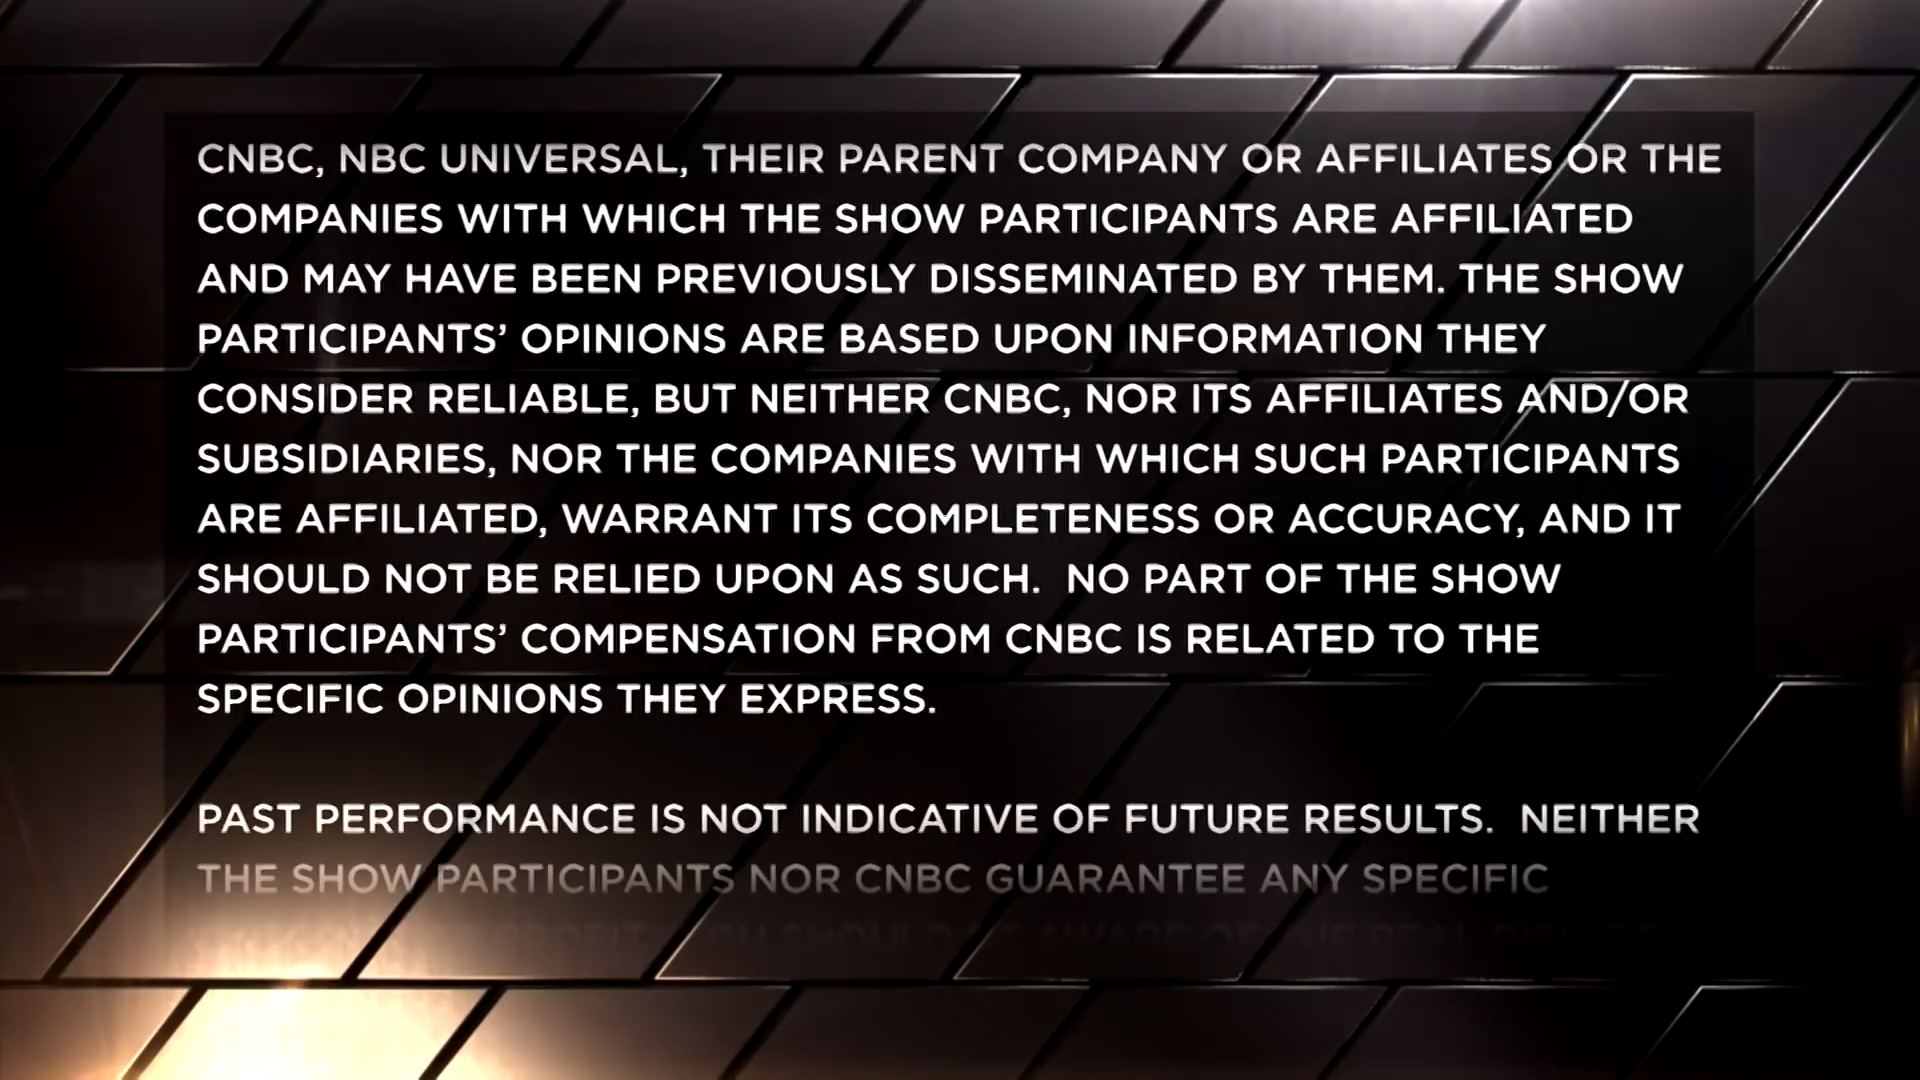 CNBC, NBC UNIVERSAL, THEIR PARENT COMPANY OR AFFILIATES OR THE
COMPANIES WITH WHICH THE SHOW PARTICIPANTS ARE AFFILIATED
AND MAY HAVE BEEN PREVIOUSLY DISSEMINATED BY THEM. THE SHOW
PARTICIPANTS’ OPINIONS ARE BASED UPON INFORMATION THEY
CONSIDER RELIABLE, BUT NEITHER CNBC, NOR ITS AFFILIATES AND/OR
SUBSIDIARIES, NOR THE COMPANIES WITH WHICH SUCH PARTICIPANTS
ARE AFFILIATED, WARRANT ITS COMPLETENESS OR ACCURACY, AND IT
SHOULD NOT BE RELIED UPON AS SUCH.  NO PART OF THE SHOW
PARTICIPANTS’ COMPENSATION FROM CNBC IS RELATED TO THE
SPECIFIC OPINIONS THEY EXPRESS.
PAST PERFORMANCE IS NOT INDICATIVE OF FUTURE RESULTS.  NEITHER
THE SHOW PARTICIPANTS NOR CNBC GUARANTEE ANY SPECIFIC